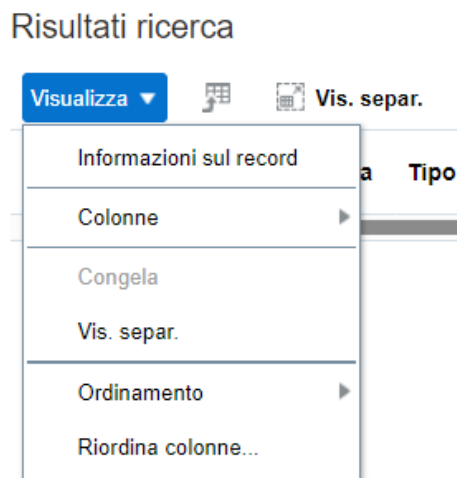 Risultati ricerca
Visualizza Vis. separ.
Informazioni sul record
a Tipo
Colonne
Congela
Vis. separ.
Ordinamento
Riordina colonne...